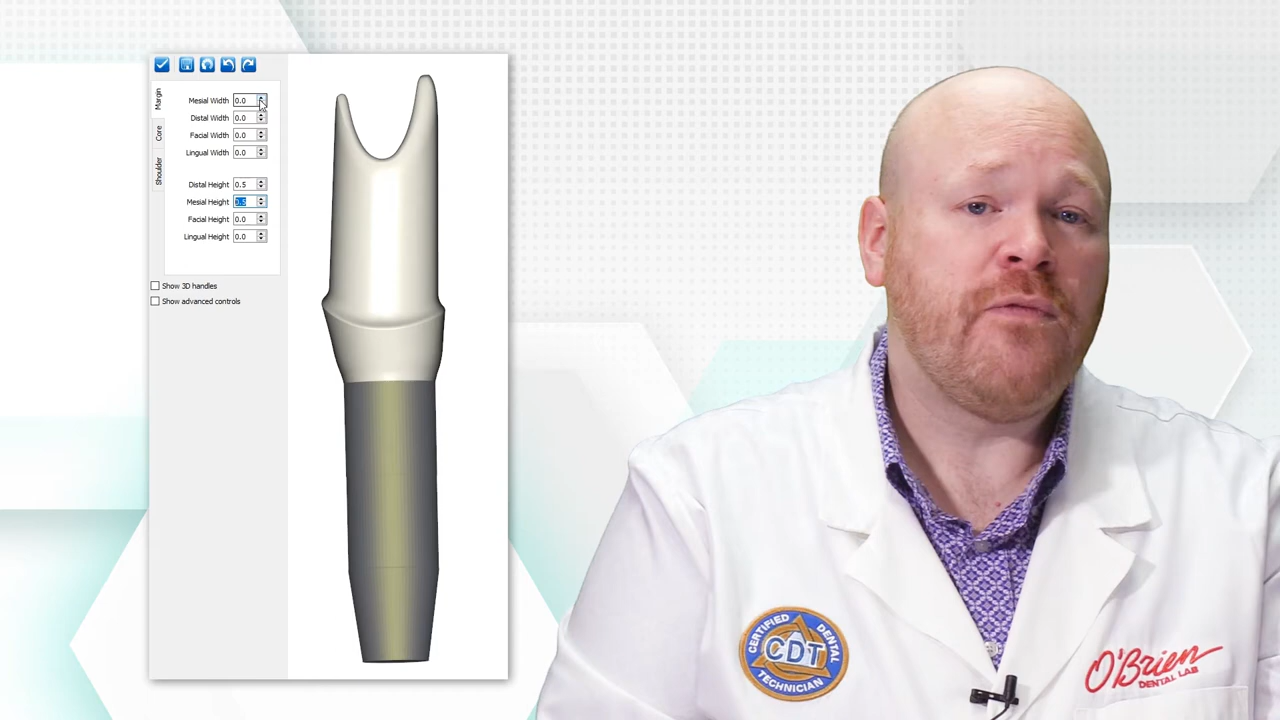 Margin
Core
Shoulder
Mesial Width 0.0
Distal Width 0.0
Facial Width 0.0
Lingual Width 0.0
Distal Height 0.5
Mesial Height 0.5
Facial Height 0.0
Lingual Height 0.0
Show 3D handles
Show advanced controls
CERTIFIED DENTAL
CDT
TECHNICIAN
O'Brien
DENTAL LAB